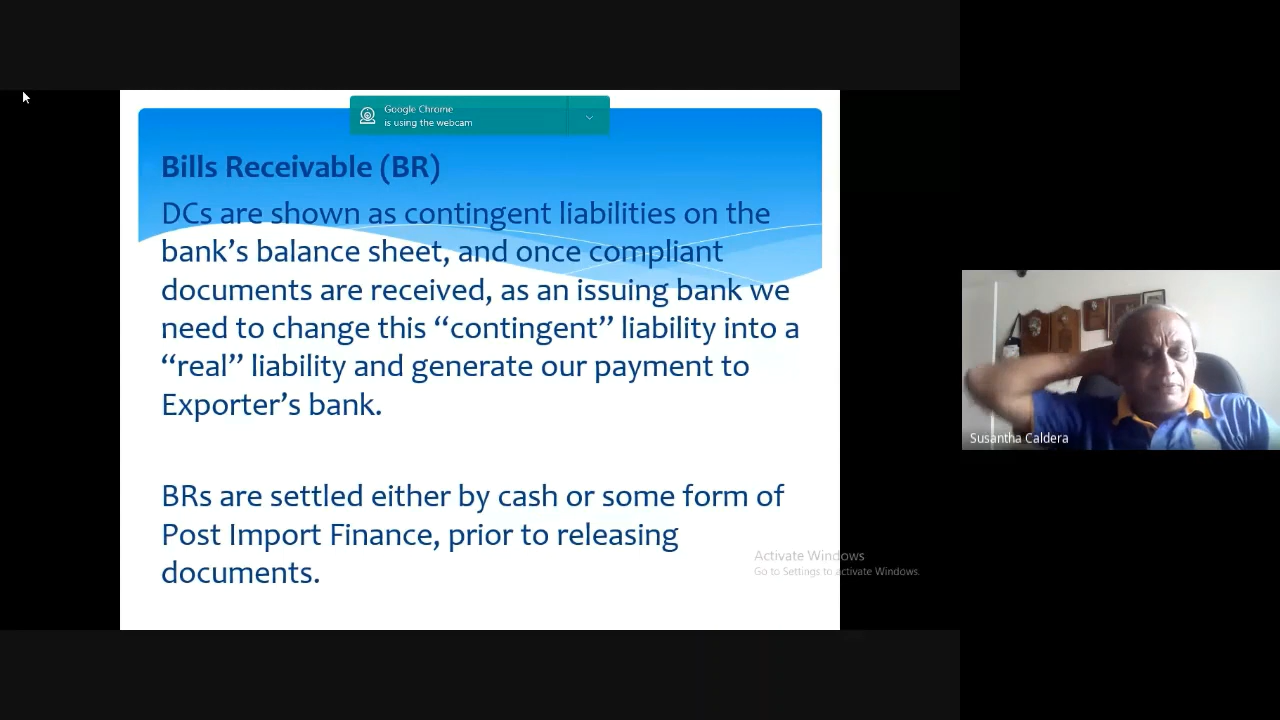 Google Chrome
is using the webcam
Bills Receivable (BR)
DCs are shown as contingent liabilities on the
bank’s balance sheet, and once compliant
documents are received, as an issuing bank we
need to change this “contingent” liability into a
“real” liability and generate our payment to
Exporter’s bank.
BRs are settled either by cash or some form of
Post Import Finance, prior to releasing
documents.
Activate Windows
Go to Settings to activate Windows.
Susantha Caldera